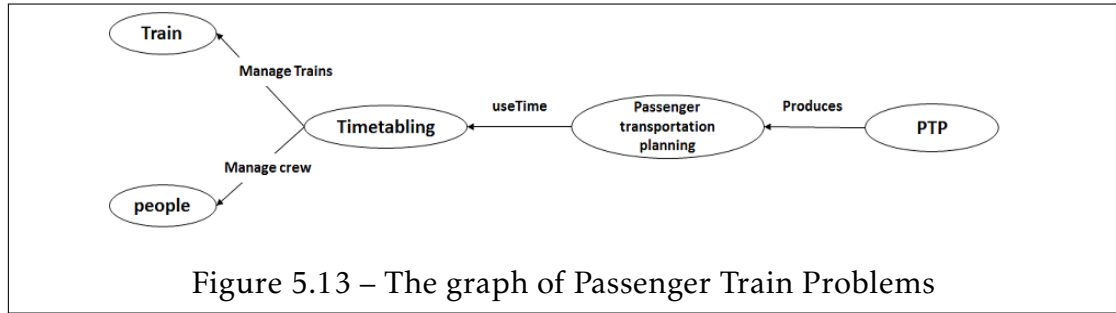 Train
Manage Trains
Timetabling
useTime
Passenger
transportation
planning
Produces
PTP
Manage crew
people
Figure 5.13 – The graph of Passenger Train Problems